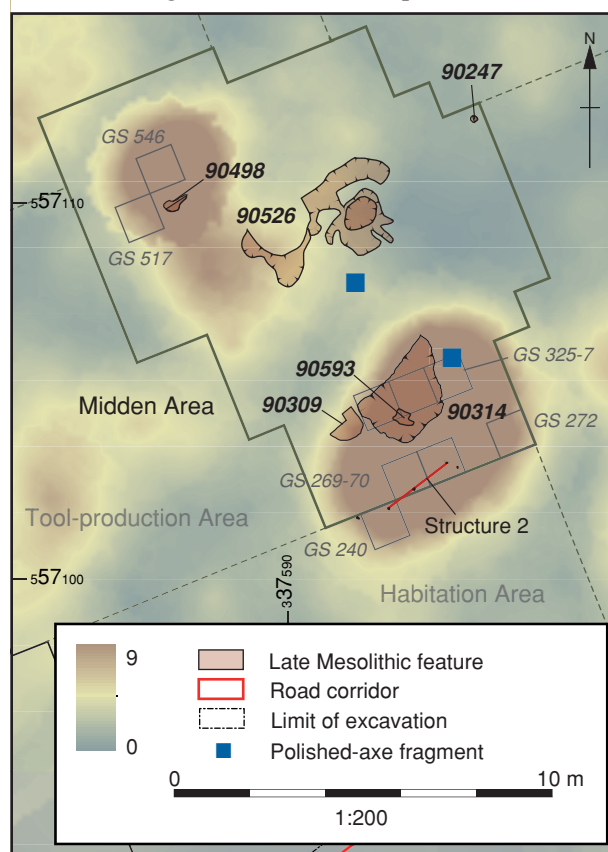 N
90247
GS 546
90498
557110
90526
GS 517
90593
GS 325-7
Midden Area
90309
90314
GS 272
GS 269-70
Tool-production Area
Structure 2
GS 240
557100
337590
Habitation Area
9
0
Late Mesolithic feature
Road corridor
Limit of excavation
Polished-axe fragment
0
10 m
1:200